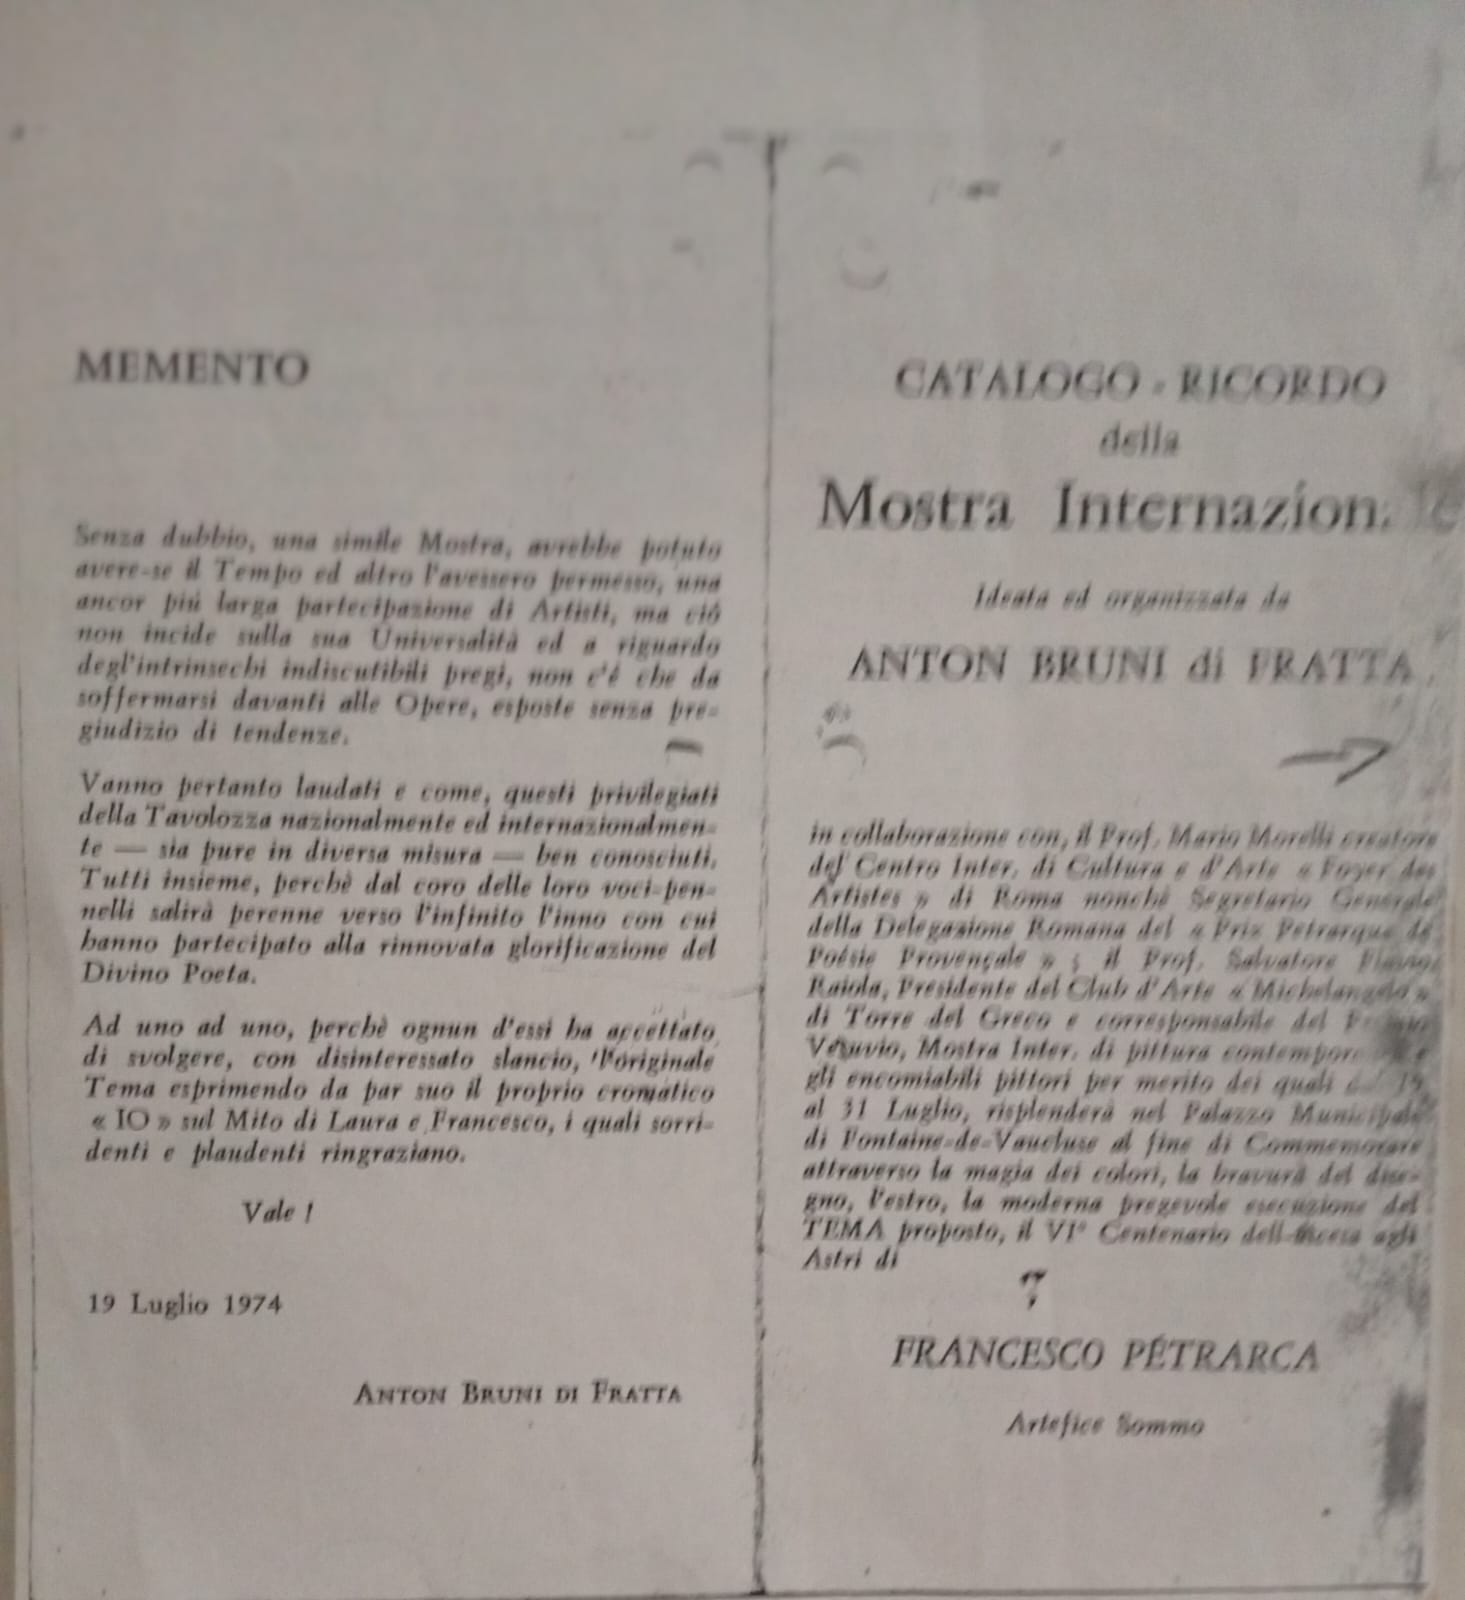 MEMENTO
Senza dubbio, una simile Mostra, avrebbe potuto
avere-se il Tempo ed altro l'avessero permesso, una
ancor più larga partecipazione di Artisti, ma ciò
non incide sulla sua Universalità ed a riguardo
degl'intrinsechi indiscutibili pregi, non c'è che da
soffermarsi davanti alle Opere, esposte senza pre-
giudizio di tendenze.
Vanno pertanto laudati e come, questi privilegiati
della Tavolozza nazionalmente ed internazionalmen-
te — sia pure in diversa misura — ben conosciuti.
Tutti insieme, perchè dal coro delle loro voci-pen-
nelli salirà perenne verso l'infinito l'inno con cui
hanno partecipato alla rinnovata glorificazione del
Divino Poeta.
Ad uno ad uno, perchè ognun d'essi ha accettato
di svolgere, con disinteressato slancio, l'originale
Tema esprimendo da par suo il proprio cromatico
« IO » sul Mito di Laura e Francesco, i quali sorri-
denti e plaudenti ringraziano.
Vale !
19 Luglio 1974
ANTON BRUNI DI FRATTA
CATALOGO - RICORDO
della
Mostra Internazionale
Ideata ed organizzata da
ANTON BRUNI di FRATTA
in collaborazione con, il Prof. Mario Morelli creatore
del Centro Inter. di Cultura e d'Arte « Foyer des
Artistes » di Roma nonchè Segretario Generale
della Delegazione Romana del « Prix Petrarque de
Poésie Provençale » ; il Prof. Salvatore
Raiola, Presidente del Club d'Arte « Michelangelo »
di Torre del Greco e corresponsabile del
Vesuvio, Mostra Inter. di pittura
gli encomiabili pittori per merito dei quali
al 31 Luglio, risplenderà nel Palazzo Municipale
di Fontaine-de-Vaucluse al fine di Commemorare
attraverso la magia dei colori, la bravura del dise-
gno, l'estro, la moderna pregevole esecuzione del
TEMA proposto, il VI° Centenario agli
Astri di
FRANCESCO PÉTRARCA
Artefice Sommo